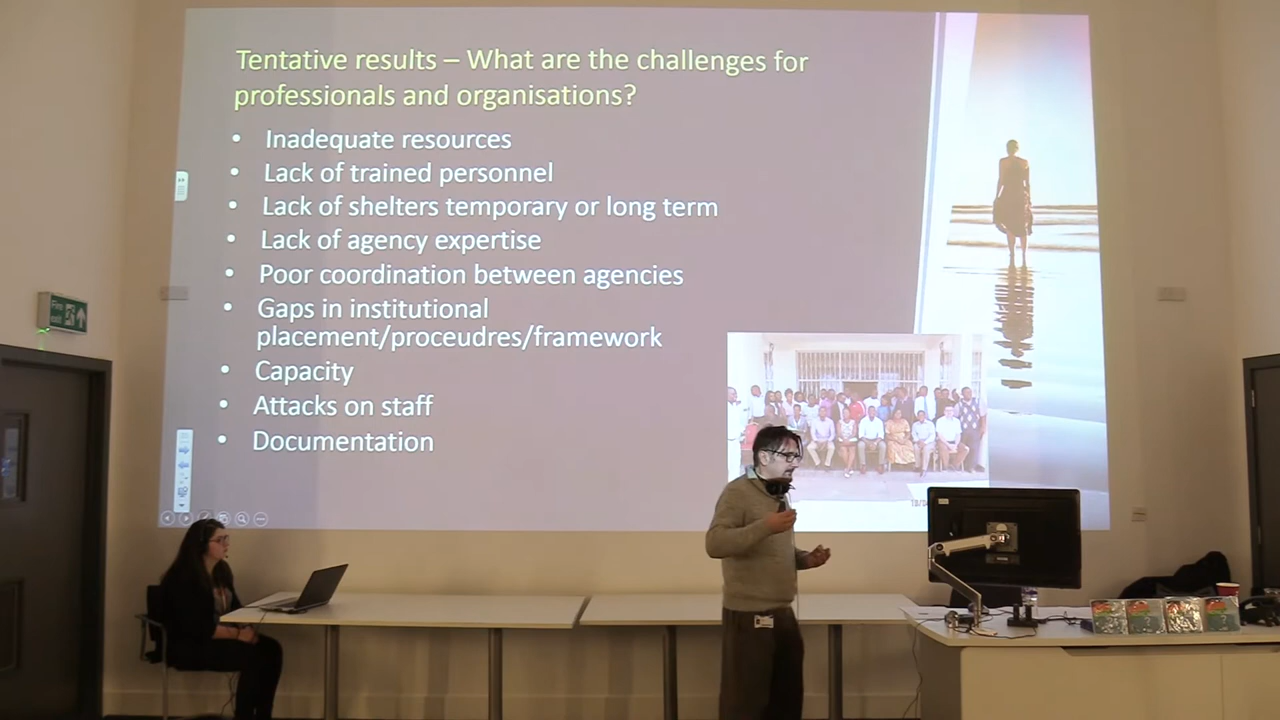 Tentative results – What are the challenges for
professionals and organisations?
• Inadequate resources
• Lack of trained personnel
• Lack of shelters temporary or long term
• Lack of agency expertise
• Poor coordination between agencies
• Gaps in institutional
placement/proceudres/framework
• Capacity
• Attacks on staff
• Documentation